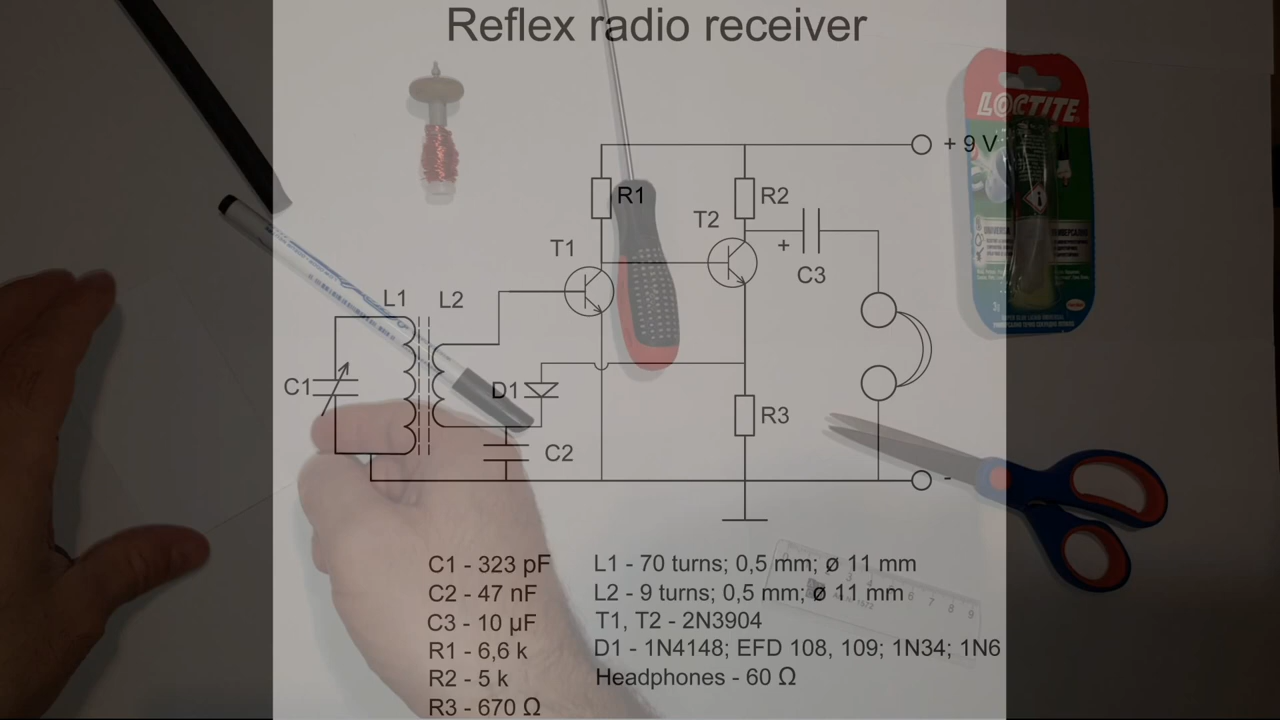 Reflex radio receiver
LOCTITE
+ 9 V
R1
R2
T2
T1
+
C3
L1
L2
C1
D1
R3
C2
-
C1 - 323 pF
C2 - 47 nF
C3 - 10 µF
R1 - 6,6 k
R2 - 5 k
R3 - 670 Ω
L1 - 70 turns; 0,5 mm; ø 11 mm
L2 - 9 turns; 0,5 mm; ø 11 mm
T1, T2 - 2N3904
D1 - 1N4148; EFD 108, 109; 1N34; 1N6
Headphones - 60 Ω